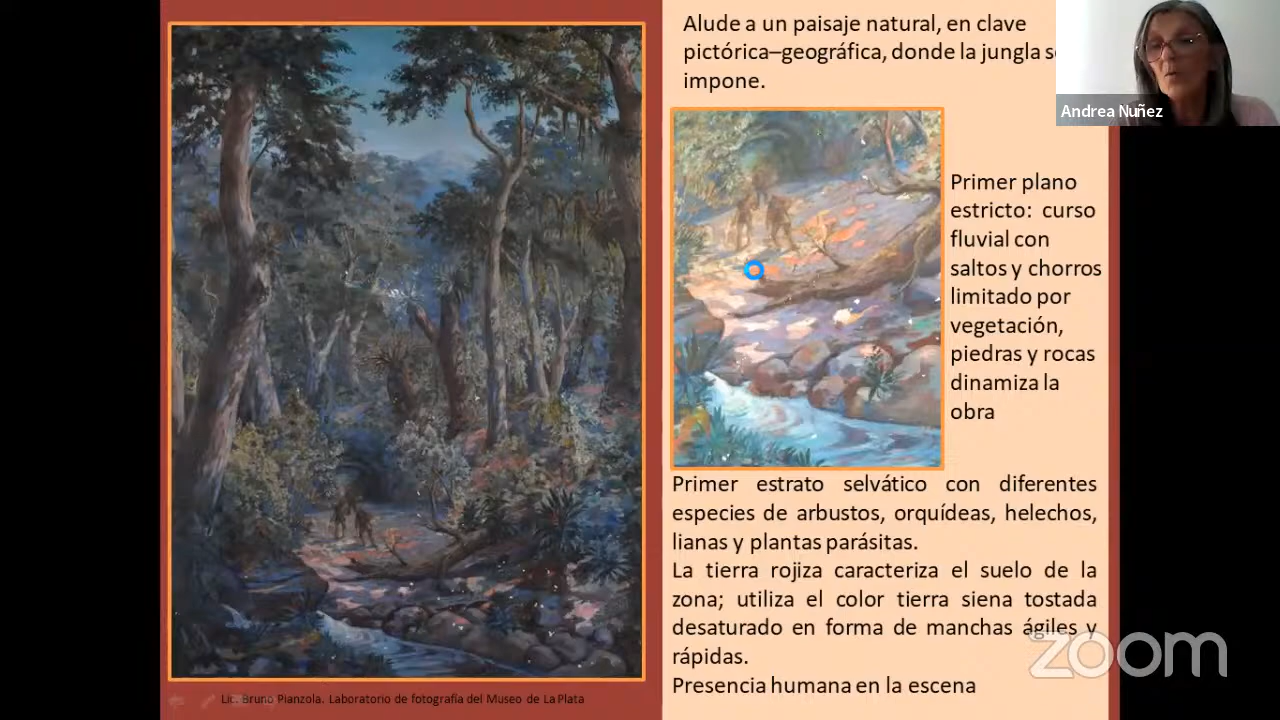 Alude a un paisaje natural, en clave
pictórica–geográfica, donde la jungla s
impone.
Andrea Nuñez
Primer plano
estricto: curso
fluvial con
saltos y chorros
limitado por
vegetación,
piedras y rocas
dinamiza la
obra
Primer estrato selvático con diferentes
especies de arbustos, orquídeas, helechos,
lianas y plantas parásitas.
La tierra rojiza caracteriza el suelo de la
zona; utiliza el color tierra siena tostada
desaturado en forma de manchas ágiles y
rápidas.
Presencia humana en la escena
zoom
Lic. Bruno Pianzola. Laboratorio de fotografía del Museo de La Plata